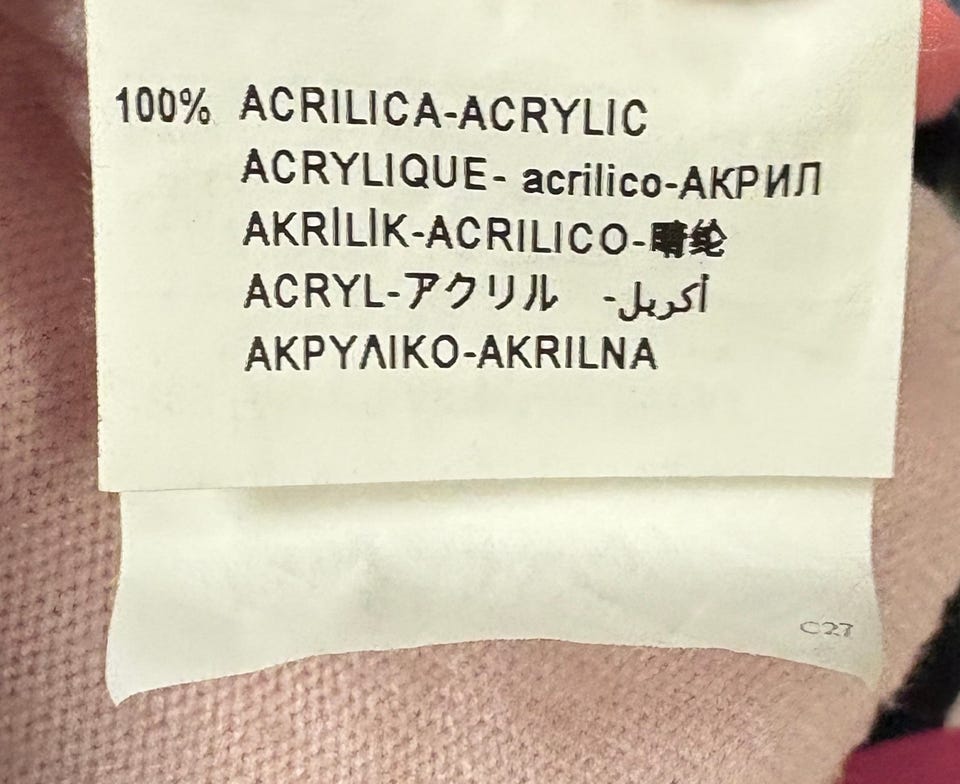 100% ACRILICA-ACRYLIC
ACRYLIQUE- acrilico-АКРИЛ
AKRİLİK-ACRILICO-腈纶
ACRYL-アクリル -أكريل
ΑΚΡΥΛΙΚΟ-AKRILNA
C27